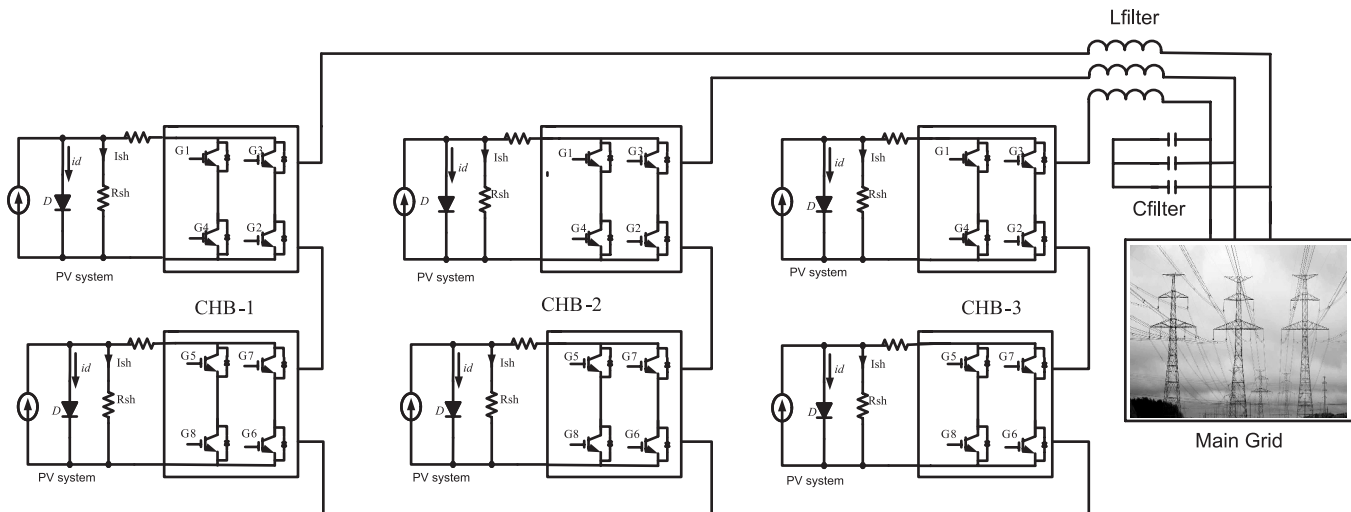 Lfilter
G1
G3
id
Ish
D
Rsh
G4
G2
PV system
G1
G3
id
Ish
D
Rsh
G4
G2
PV system
G1
G3
id
Ish
D
Rsh
G4
G2
PV system
Cfilter
CHB-1
CHB-2
CHB-3
G5
G7
id
Ish
D
Rsh
G8
G6
PV system
G5
G7
id
Ish
D
Rsh
G8
G6
PV system
G5
G7
id
Ish
D
Rsh
G8
G6
PV system
Main Grid